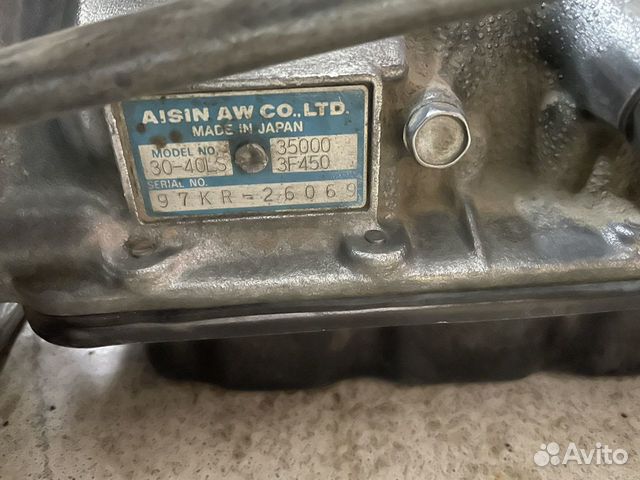 AISIN AW CO.,LTD.
MADE IN JAPAN
MODEL NO. 35000
30-40LS 3F450
SERIAL NO.
97KR-26069
Avito